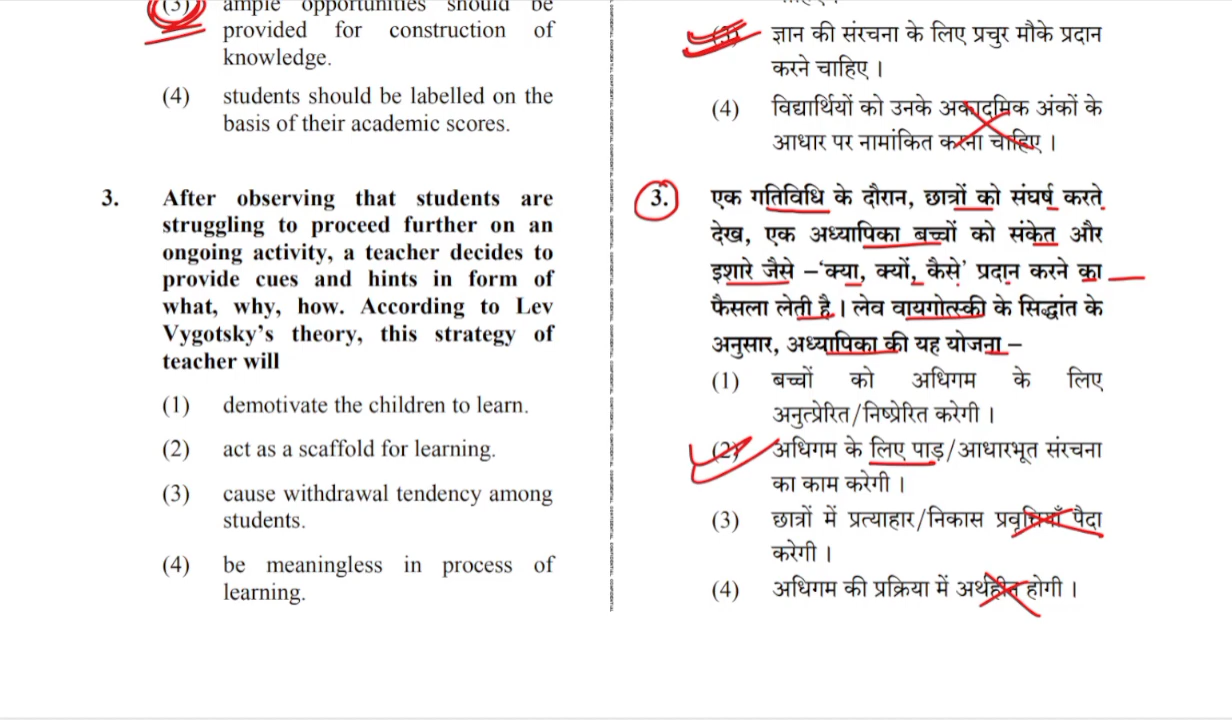 (3) ample opportunities should be
provided for construction of
knowledge.
(4) students should be labelled on the
basis of their academic scores.
3. After observing that students are
struggling to proceed further on an
ongoing activity, a teacher decides to
provide cues and hints in form of
what, why, how. According to Lev
Vygotsky's theory, this strategy of
teacher will
(1) demotivate the children to learn.
(2) act as a scaffold for learning.
(3) cause withdrawal tendency among
students.
(4) be meaningless in process of
learning.
चाहिए ।
(3) ज्ञान की संरचना के लिए प्रचुर मौके प्रदान
करने चाहिए ।
(4) विद्यार्थियों को उनके अकादमिक अंकों के
आधार पर नामांकित करना चाहिए ।
3. एक गतिविधि के दौरान, छात्रों को संघर्ष करते
देख, एक अध्यापिका बच्चों को संकेत और
इशारे जैसे –‘क्या, क्यों, कैसे’ प्रदान करने का
फैसला लेती है । लेव वायगोत्स्की के सिद्धांत के
अनुसार, अध्यापिका की यह योजना –
(1) बच्चों को अधिगम के लिए
अनुत्प्रेरित/निष्प्रेरित करेगी ।
(2) अधिगम के लिए पाड़/आधारभूत संरचना
का काम करेगी ।
(3) छात्रों में प्रत्याहार/निकास प्रवृत्तियाँ पैदा
करेगी ।
(4) अधिगम की प्रक्रिया में अर्थहीन होगी ।